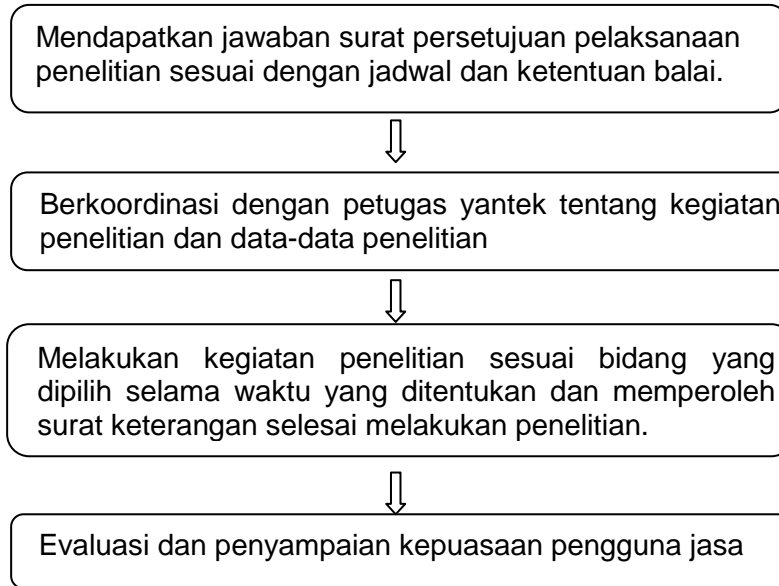 Mendapatkan jawaban surat persetujuan pelaksanaan
penelitian sesuai dengan jadwal dan ketentuan balai.
Berkoordinasi dengan petugas yantek tentang kegiatan
penelitian dan data-data penelitian
Melakukan kegiatan penelitian sesuai bidang yang
dipilih selama waktu yang ditentukan dan memperoleh
surat keterangan selesai melakukan penelitian.
Evaluasi dan penyampaian kepuasaan pengguna jasa